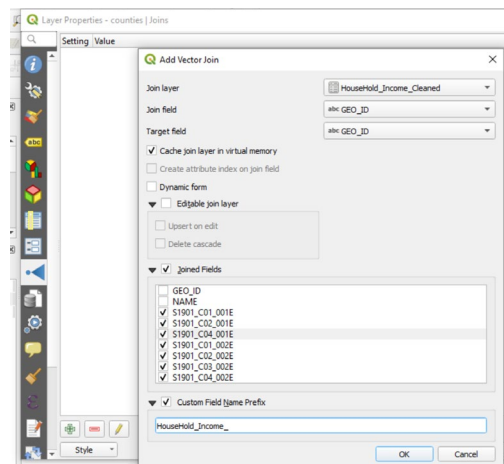 Layer Properties - counties | Joins
Setting Value
Add Vector Join
Join layer
HouseHold_Income_Cleaned
Join field
abc GEO_ID
Target field
abc GEO_ID
Cache join layer in virtual memory
Create attribute index on join field
Dynamic form
Editable join layer
Upsert on edit
Delete cascade
Joined Fields
GEO_ID
NAME
S1901_C01_001E
S1901_C02_001E
S1901_C04_001E
S1901_C01_002E
S1901_C02_002E
S1901_C03_002E
S1901_C04_002E
Custom Field Name Prefix
HouseHold_Income_
Style
OK
Cancel
abc